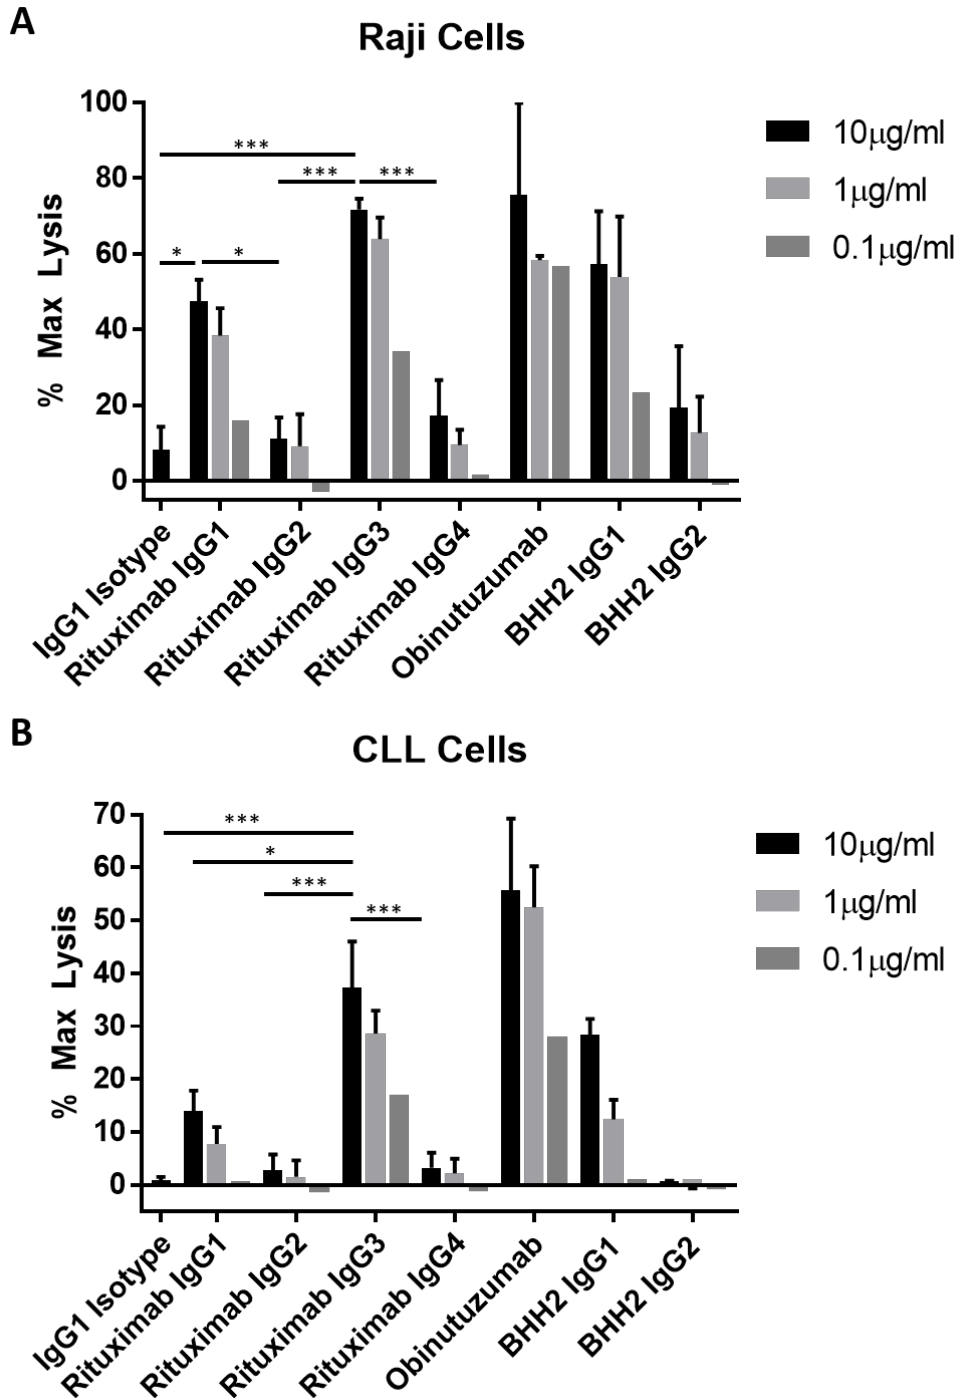 A
Raji Cells
% Max Lysis
100
80
60
40
20
0
***
***
***
*
*
10μg/ml
1μg/ml
0.1μg/ml
IgG1 Isotype
Rituximab IgG1
Rituximab IgG2
Rituximab IgG3
Rituximab IgG4
Obinutuzumab
BHH2 IgG1
BHH2 IgG2
B
CLL Cells
% Max Lysis
70
60
50
40
30
20
10
0
***
*
***
***
10μg/ml
1μg/ml
0.1μg/ml
IgG1 Isotype
Rituximab IgG1
Rituximab IgG2
Rituximab IgG3
Rituximab IgG4
Obinutuzumab
BHH2 IgG1
BHH2 IgG2